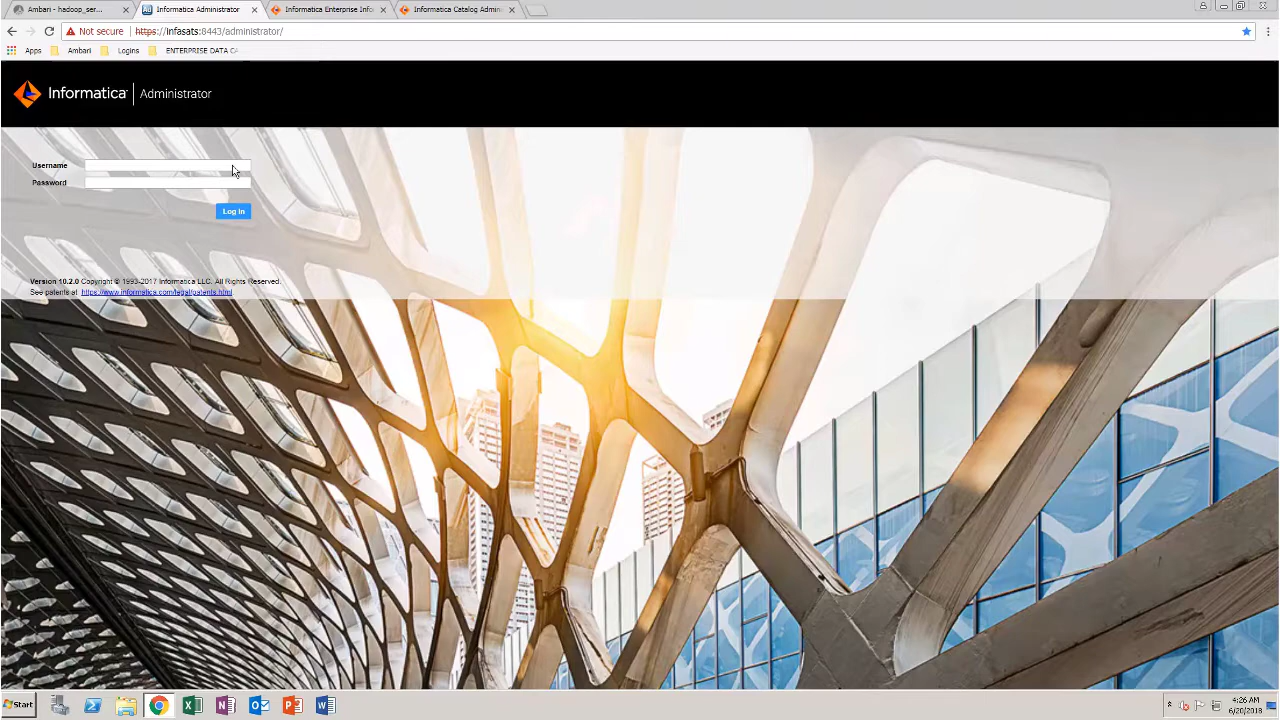 Ambari - hadoop_ser...
Informatica Administrator
Informatica Enterprise Info
Informatica Catalog Admin
Not secure
https://infasats:8443/administrator/
Apps
Ambari
Logins
ENTERPRISE DATA CA
Informatica
Administrator
Username
Password
Log In
Version 10.2.0 Copyright © 1993-2017 Informatica LLC. All Rights Reserved.
See patents at https://www.informatica.com/legal/patents.html
Start
4:26 AM
6/20/2018